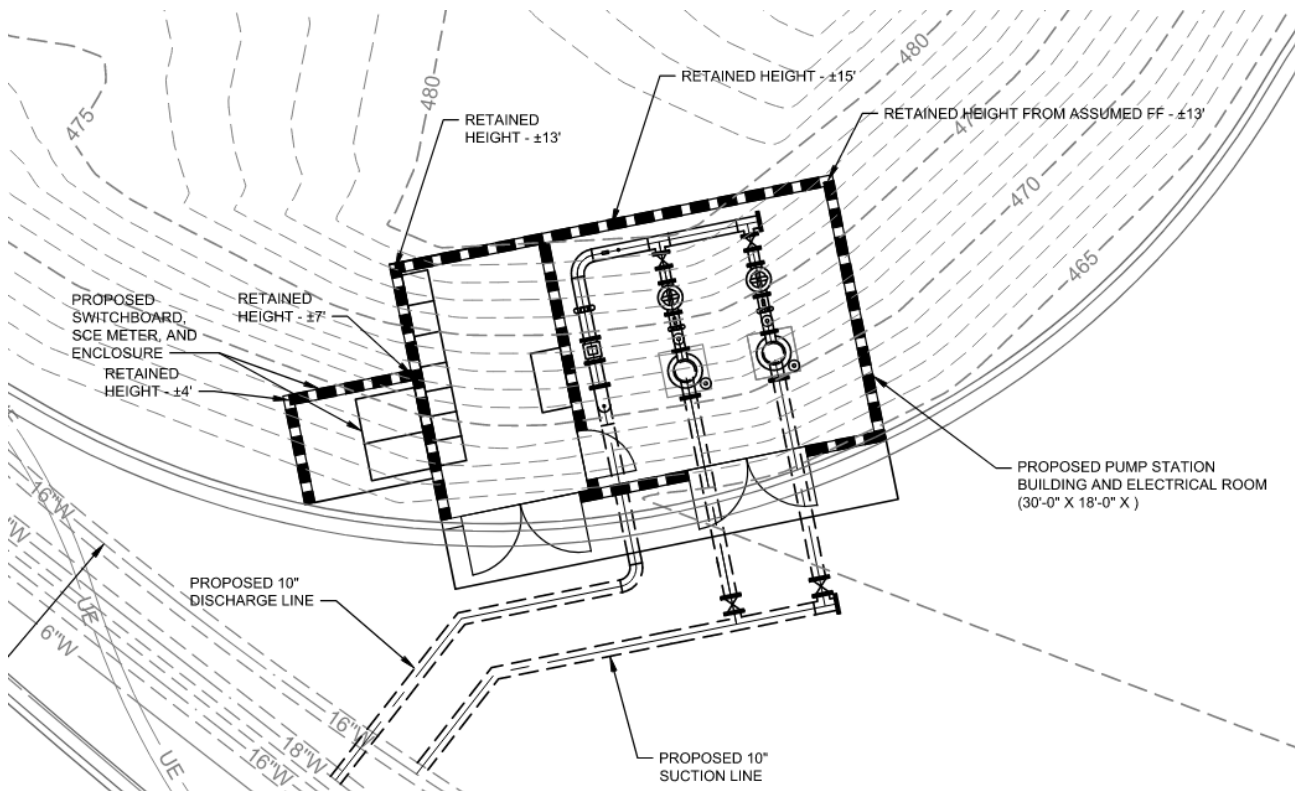 480
480
475
RETAINED HEIGHT - ±15'
RETAINED
HEIGHT - ±13'
RETAINED HEIGHT FROM ASSUMED FF - ±13'
475
470
465
PROPOSED
SWITCHBOARD,
SCE METER, AND
ENCLOSURE
RETAINED
HEIGHT - ±7'
RETAINED
HEIGHT - ±4'
PROPOSED PUMP STATION
BUILDING AND ELECTRICAL ROOM
(30'-0" X 18'-0" X )
16"W
"W
PROPOSED 10"
DISCHARGE LINE
UE
6"W
16"W
18"W
16"W
UE
PROPOSED 10"
SUCTION LINE